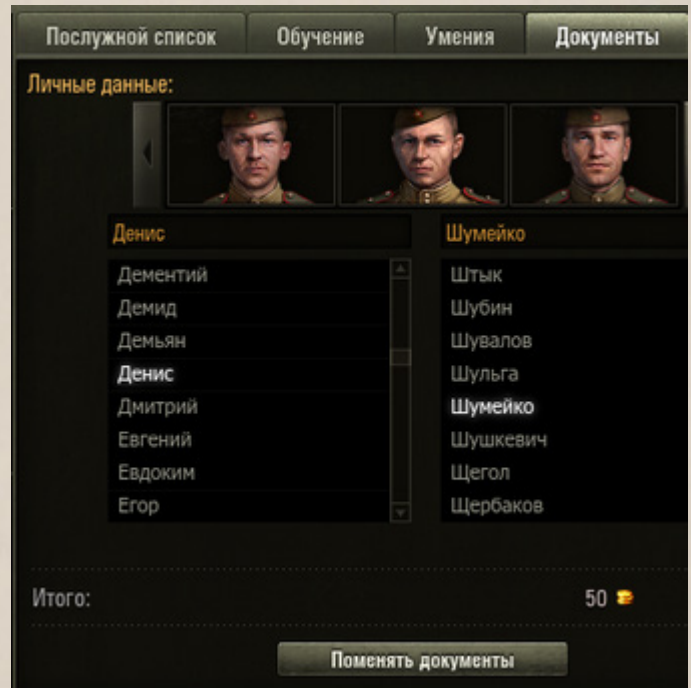 Послужной список Обучение Умения Документы
Личные данные:
Денис Шумейко
Дементий Штык
Демид Шубин
Демьян Шувалов
Денис Шульга
Дмитрий Шумейко
Евгений Шушкевич
Евдоким Щегол
Егор Щербаков
Итого: 50
Поменять документы